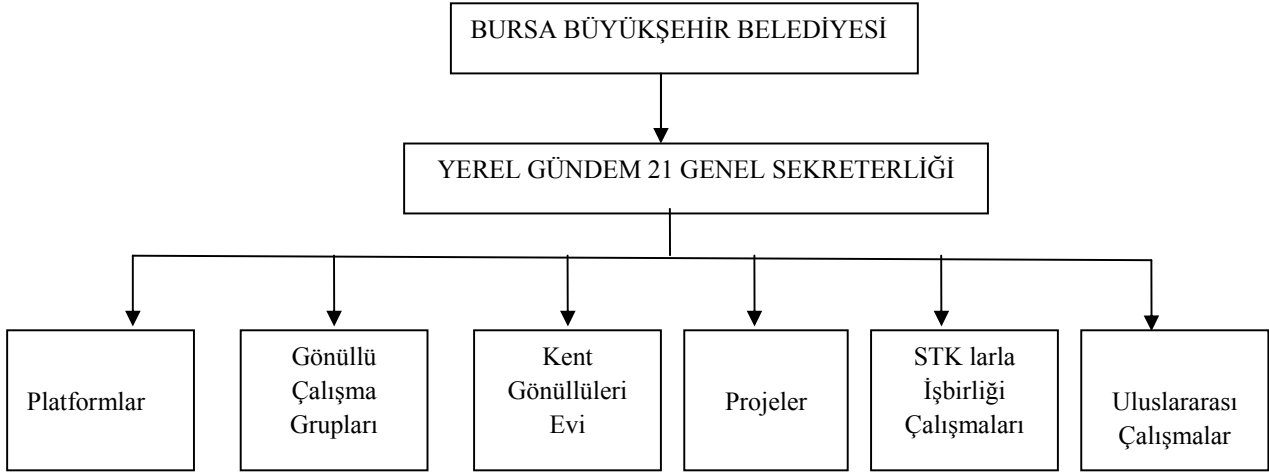 BURSA BÜYÜKŞEHİR BELEDİYESİ
YEREL GÜNDEM 21 GENEL SEKRETERLİĞİ
Platformlar
Gönüllü
Çalışma
Grupları
Kent
Gönüllüleri
Evi
Projeler
STK larla
İşbirliği
Çalışmaları
Uluslararası
Çalışmalar